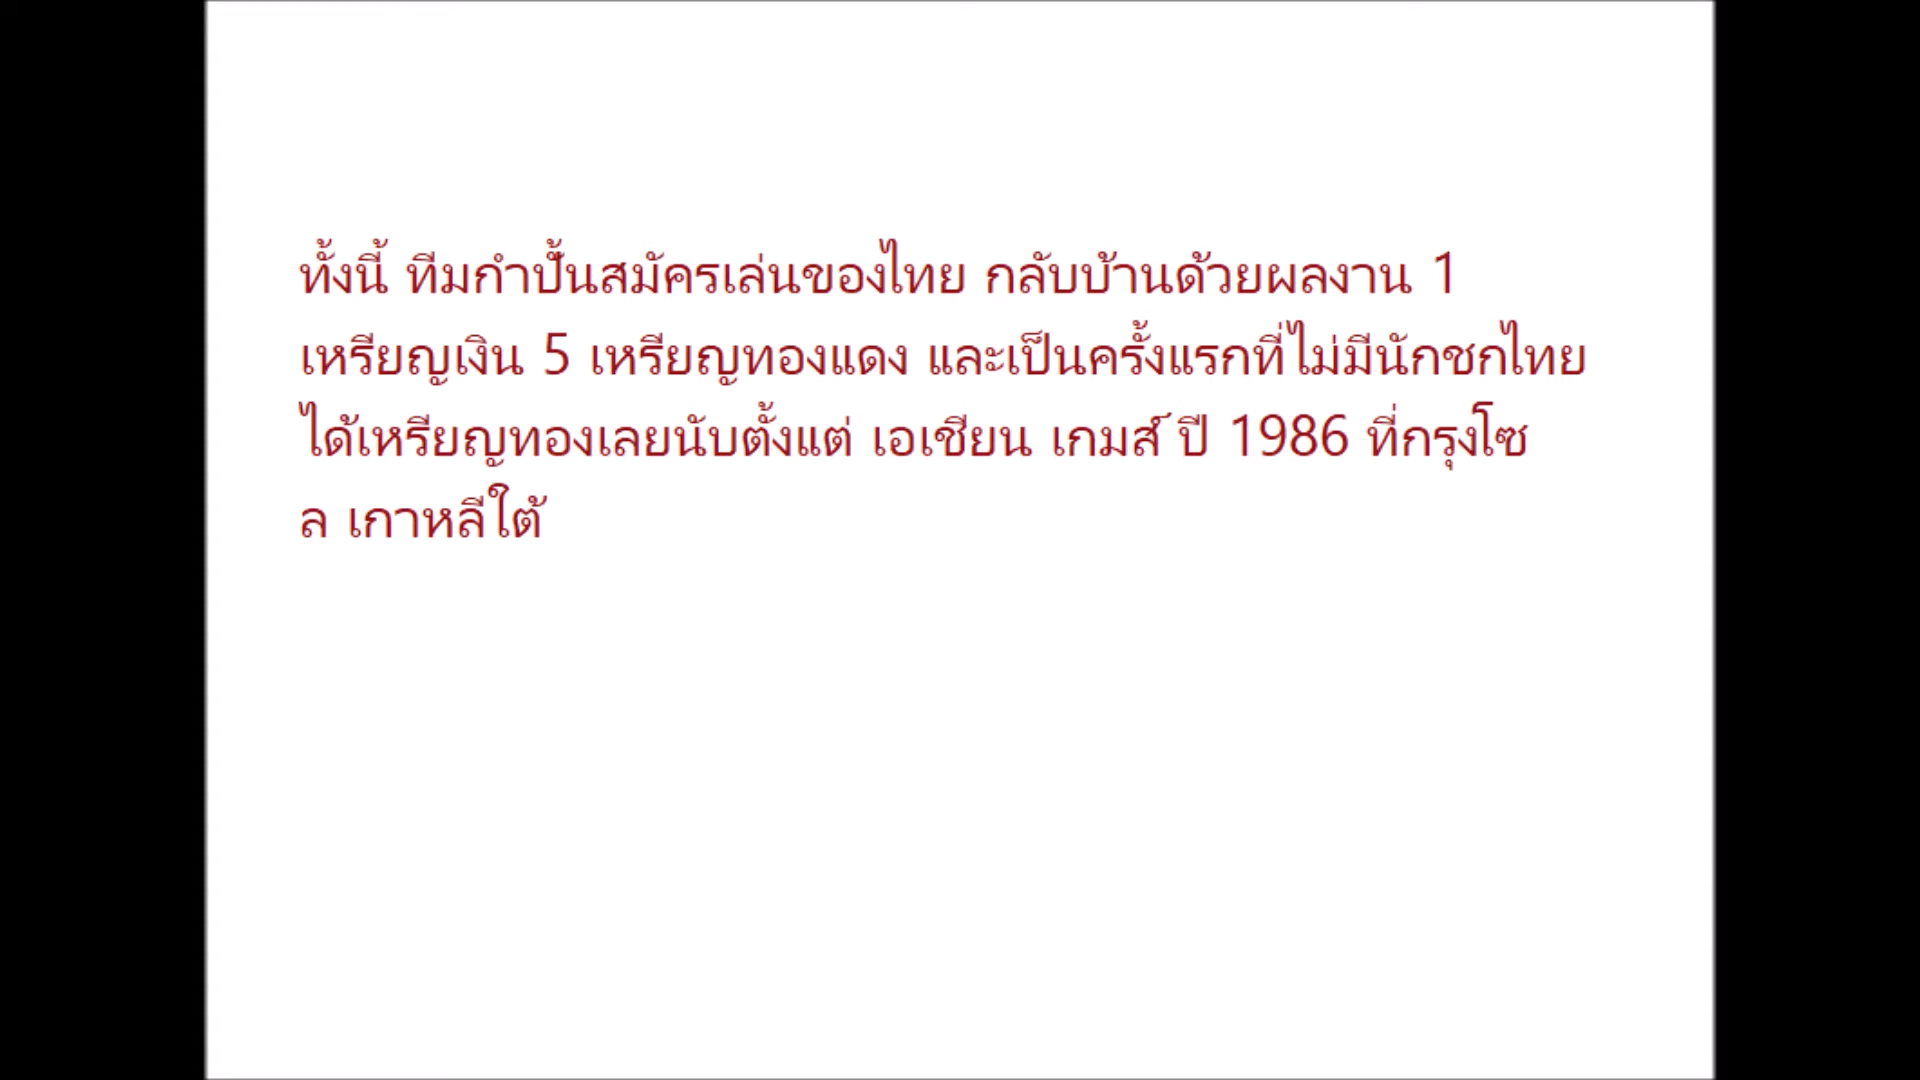 ทั้งนี้ ทีมกำปั้นสมัครเล่นของไทย กลับบ้านด้วยผลงาน 1
เหรียญเงิน 5 เหรียญทองแดง และเป็นครั้งแรกที่ไม่มีนักชกไทย
ได้เหรียญทองเลยนับตั้งแต่ เอเชียน เกมส์ ปี 1986 ที่กรุงโซ
ล เกาหลีใต้